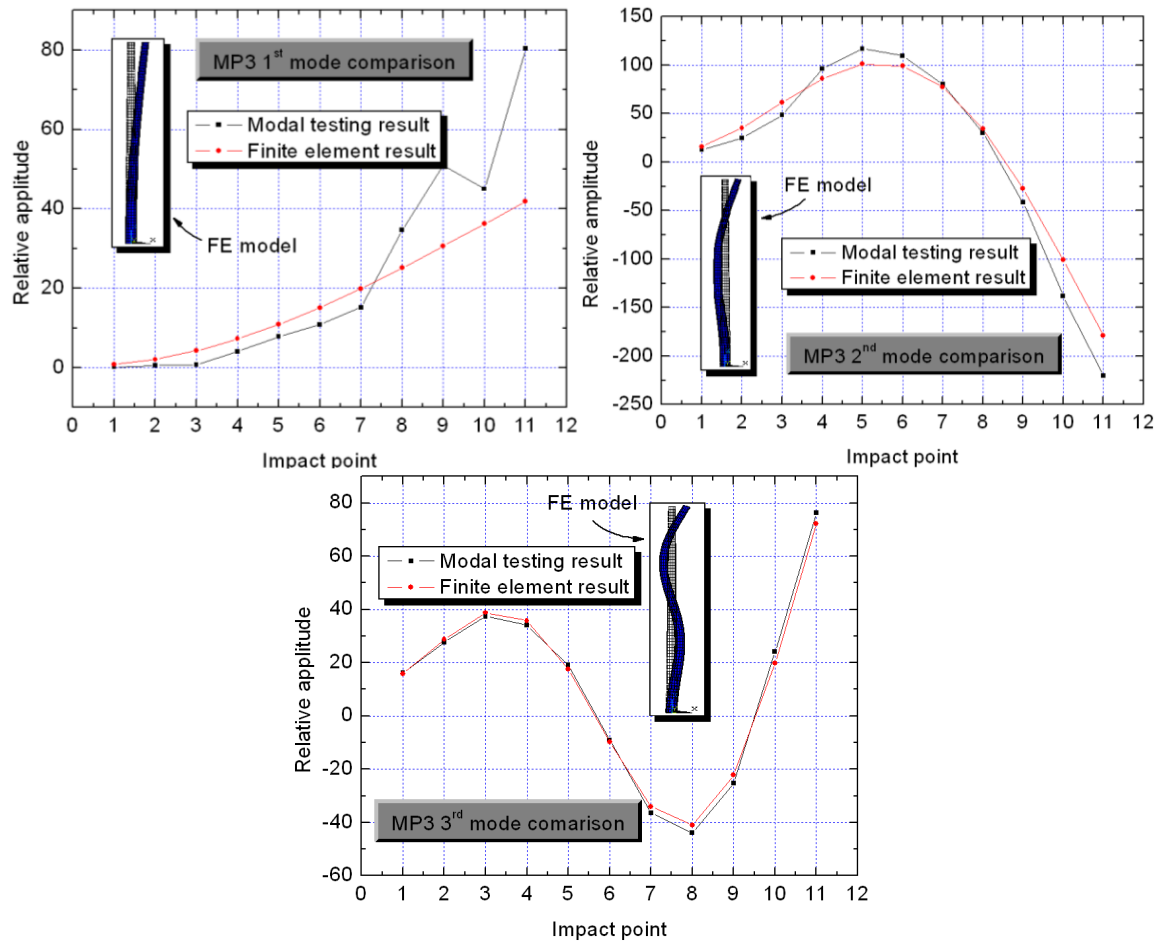 MP3 1st mode comparison
Modal testing result
Finite element result
FE model
Relative applitude
80
60
40
20
0
0 1 2 3 4 5 6 7 8 9 10 11 12
Impact point
FE model
Modal testing result
Finite element result
MP3 2nd mode comparison
Relative amplitude
150
100
50
0
-50
-100
-150
-200
-250
0 1 2 3 4 5 6 7 8 9 10 11 12
Impact point
FE model
Modal testing result
Finite element result
MP3 3rd mode comarison
Relative applitude
80
60
40
20
0
-20
-40
-60
0 1 2 3 4 5 6 7 8 9 10 11 12
Impact point